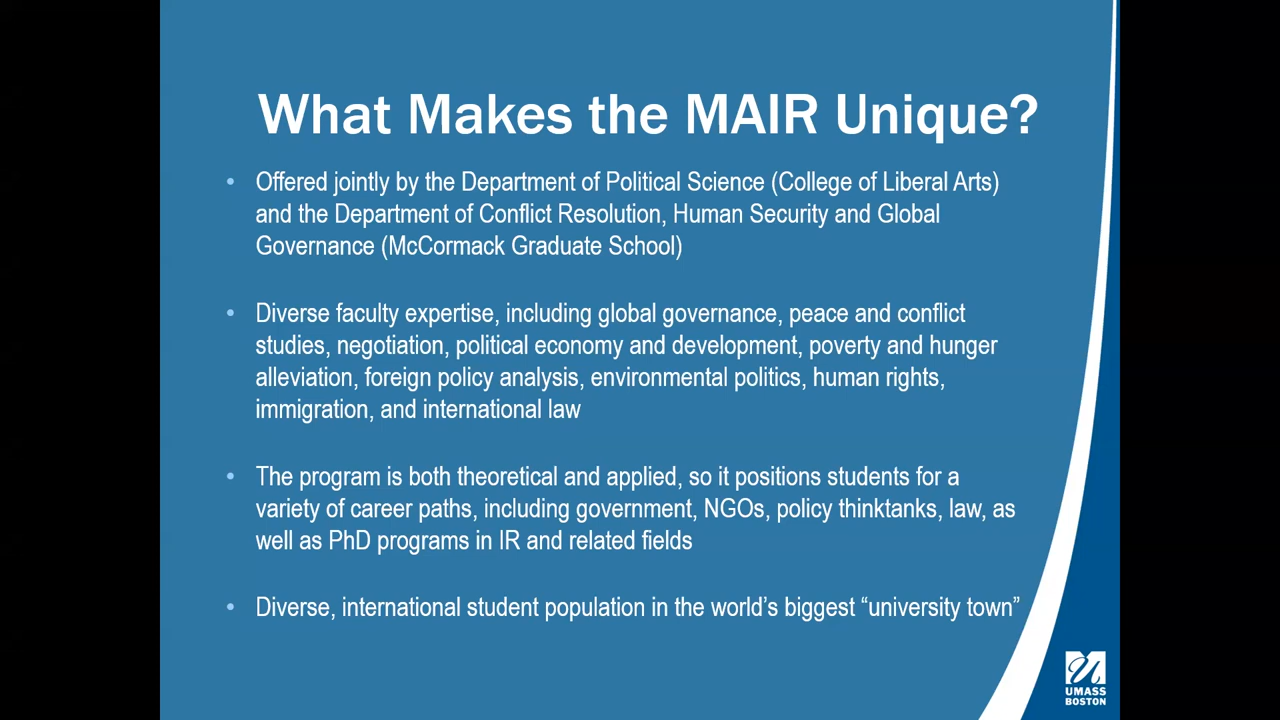 What Makes the MAIR Unique?
• Offered jointly by the Department of Political Science (College of Liberal Arts)
and the Department of Conflict Resolution, Human Security and Global
Governance (McCormack Graduate School)
• Diverse faculty expertise, including global governance, peace and conflict
studies, negotiation, political economy and development, poverty and hunger
alleviation, foreign policy analysis, environmental politics, human rights,
immigration, and international law
• The program is both theoretical and applied, so it positions students for a
variety of career paths, including government, NGOs, policy thinktanks, law, as
well as PhD programs in IR and related fields
• Diverse, international student population in the world’s biggest “university town”
UMASS
BOSTON